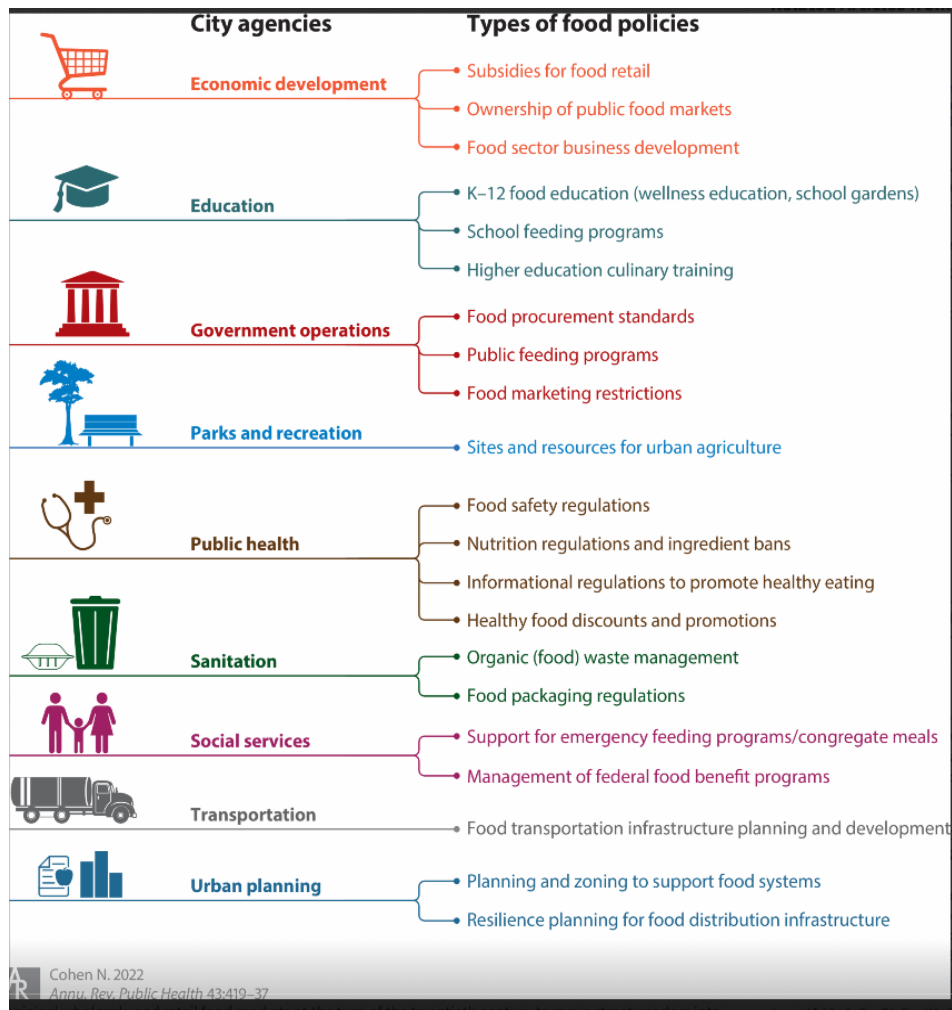 City agencies Types of food policies
Economic development
Subsidies for food retail
Ownership of public food markets
Food sector business development
Education
K–12 food education (wellness education, school gardens)
School feeding programs
Higher education culinary training
Government operations
Food procurement standards
Public feeding programs
Food marketing restrictions
Parks and recreation
Sites and resources for urban agriculture
Public health
Food safety regulations
Nutrition regulations and ingredient bans
Informational regulations to promote healthy eating
Healthy food discounts and promotions
Sanitation
Organic (food) waste management
Food packaging regulations
Social services
Support for emergency feeding programs/congregate meals
Management of federal food benefit programs
Transportation
Food transportation infrastructure planning and development
Urban planning
Planning and zoning to support food systems
Resilience planning for food distribution infrastructure
AR Cohen N. 2022
Annu. Rev. Public Health 43:419–37